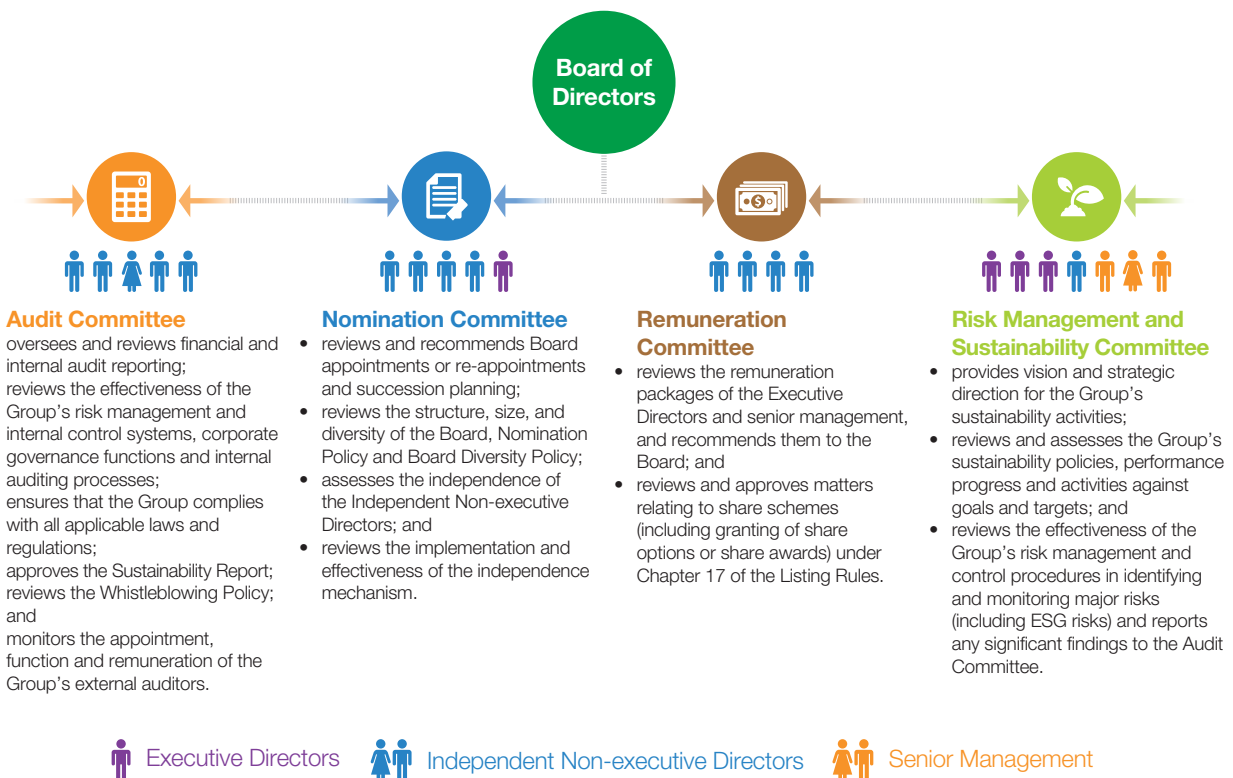 Board of
Directors
0
$
Audit Committee
oversees and reviews financial and
internal audit reporting;
reviews the effectiveness of the
Group's risk management and
internal control systems, corporate
governance functions and internal
auditing processes;
ensures that the Group complies
with all applicable laws and
regulations;
approves the Sustainability Report;
reviews the Whistleblowing Policy;
and
monitors the appointment,
function and remuneration of the
Group's external auditors.
Nomination Committee
• reviews and recommends Board
appointments or re-appointments
and succession planning;
• reviews the structure, size, and
diversity of the Board, Nomination
Policy and Board Diversity Policy;
• assesses the independence of
the Independent Non-executive
Directors; and
• reviews the implementation and
effectiveness of the independence
mechanism.
Remuneration
Committee
• reviews the remuneration
packages of the Executive
Directors and senior management,
and recommends them to the
Board; and
• reviews and approves matters
relating to share schemes
(including granting of share
options or share awards) under
Chapter 17 of the Listing Rules.
Risk Management and
Sustainability Committee
• provides vision and strategic
direction for the Group's
sustainability activities;
• reviews and assesses the Group's
sustainability policies, performance
progress and activities against
goals and targets; and
• reviews the effectiveness of the
Group's risk management and
control procedures in identifying
and monitoring major risks
(including ESG risks) and reports
any significant findings to the Audit
Committee.
Executive Directors
Independent Non-executive Directors
Senior Management